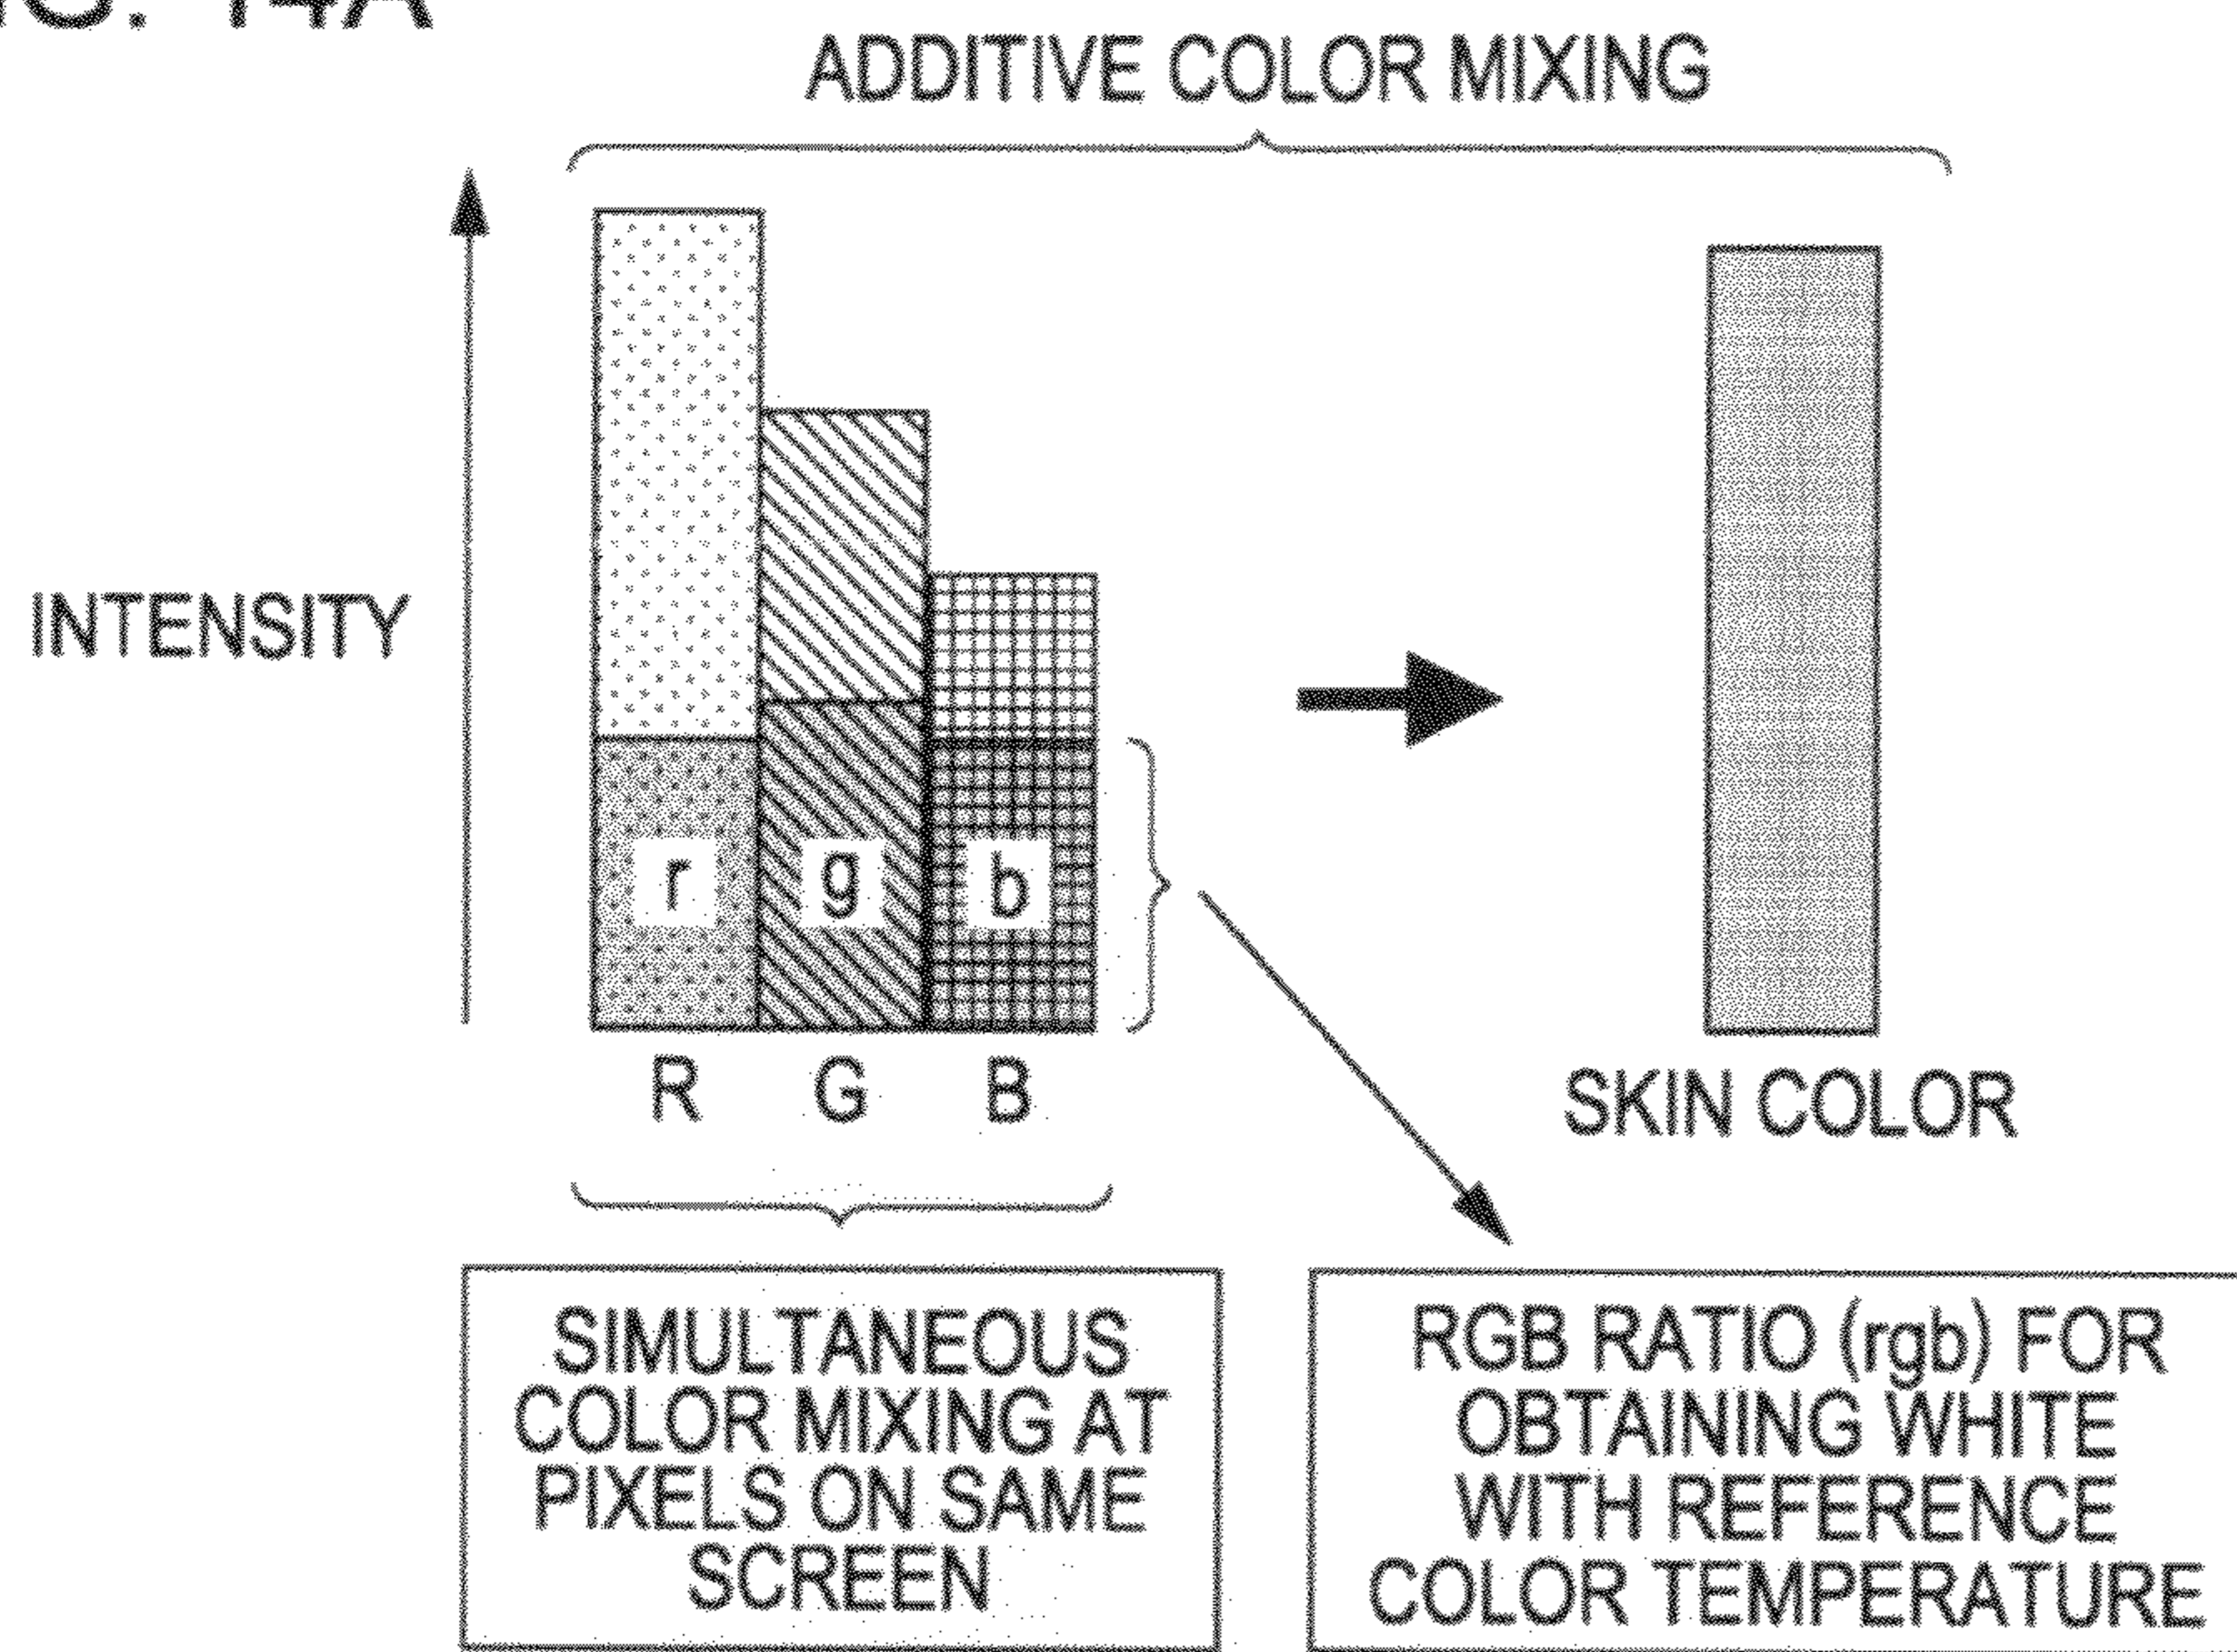 14A
ADDITIVE COLOR MIXING
INTENSITY
r g b
R G B
SKIN COLOR
SIMULTANEOUS
COLOR MIXING AT
PIXELS ON SAME
SCREEN
RGB RATIO (rgb) FOR
OBTAINING WHITE
WITH REFERENCE
COLOR TEMPERATURE